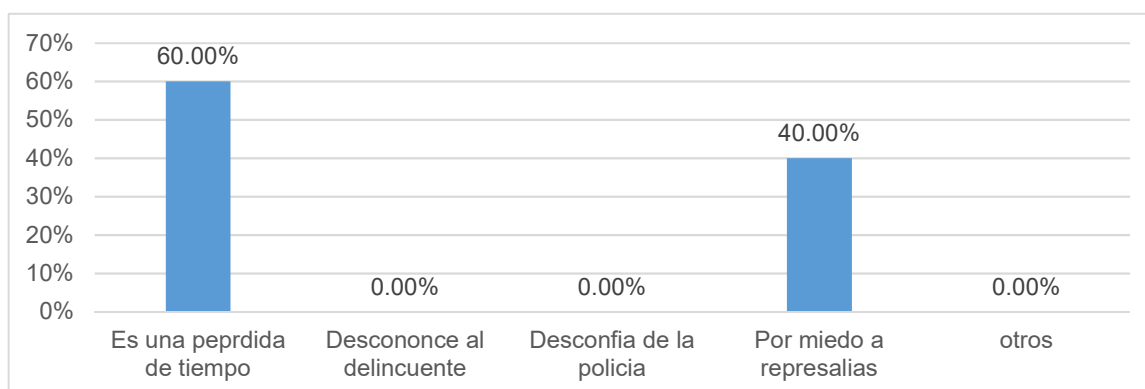 70%
60.00%
60%
50%
40.00%
40%
30%
20%
10%
0.00%
0.00%
0.00%
0%
Es una peprdida
de tiempo
Descononce al
delincuente
Desconfia de la
policia
Por miedo a
represalias
otros